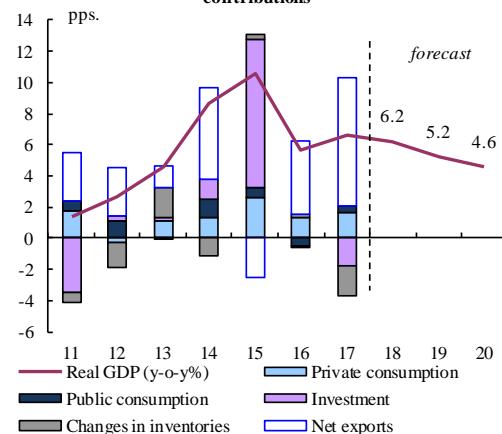 contributions
pps.
14
12
10
8
6
4
2
0
-2
-4
-6
forecast
6.2
5.2
4.6
11 12 13 14 15 16 17 18 19 20
Real GDP (y-o-y%) Private consumption
Public consumption Investment
Changes in inventories Net exports